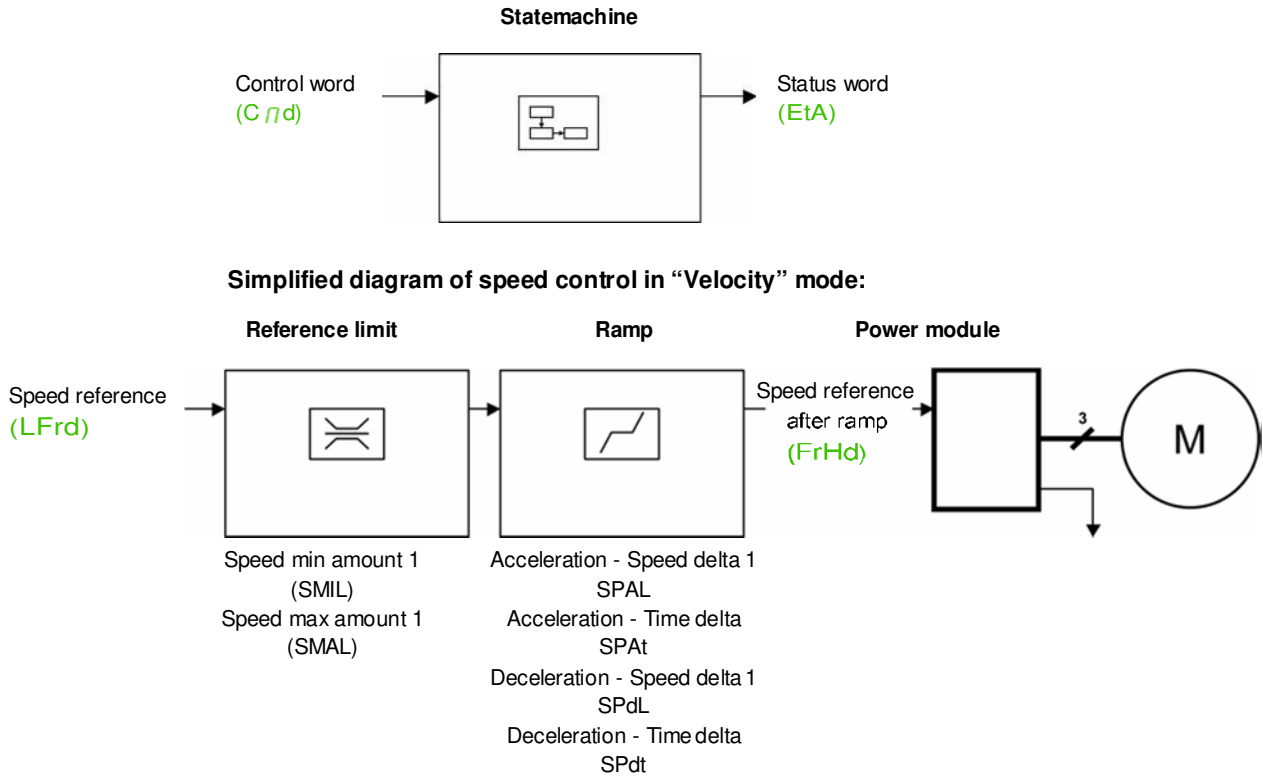 Statemachine
Control word
(CПd)
Status word
(EtA)
Simplified diagram of speed control in “Velocity” mode:
Reference limit
Ramp
Power module
Speed reference
(LFrd)
Speed reference
after ramp
(FrHd)
3
M
Speed min amount 1
(SMIL)
Speed max amount 1
(SMAL)
Acceleration - Speed delta 1
SPAL
Acceleration - Time delta
SPAt
Deceleration - Speed delta 1
SPdL
Deceleration - Time delta
SPdt